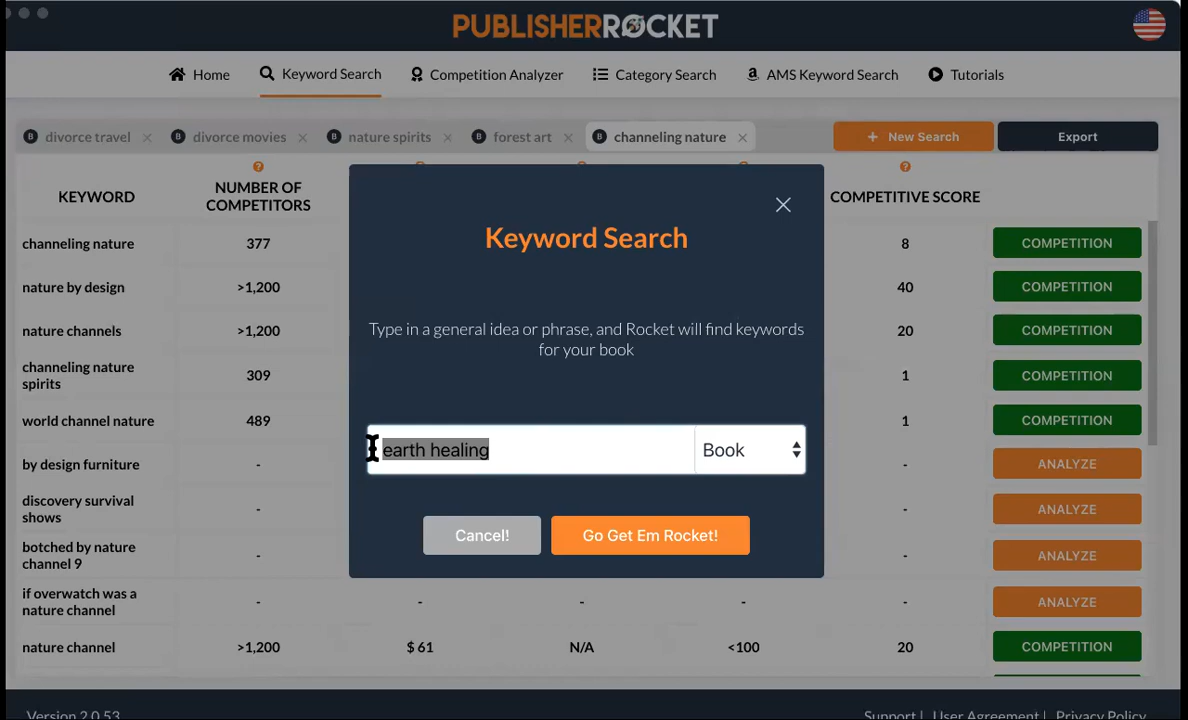 PUBLISHERROCKET
Home Keyword Search Competition Analyzer Category Search AMS Keyword Search Tutorials
divorce travel × divorce movies × nature spirits × forest art × channeling nature × + New Search Export
KEYWORD
NUMBER OF
COMPETITORS
COMPETITIVE SCORE
Keyword Search
Type in a general idea or phrase, and Rocket will find keywords
for your book
earth healing Book
Cancel! Go Get Em Rocket!
channeling nature 377 8 COMPETITION
nature by design >1,200 40 COMPETITION
nature channels >1,200 20 COMPETITION
channeling nature
spirits 309 1 COMPETITION
world channel nature 489 1 COMPETITION
by design furniture - - ANALYZE
discovery survival
shows - - ANALYZE
botched by nature
channel 9 - - ANALYZE
if overwatch was a
nature channel - - - - - ANALYZE
nature channel >1,200 $ 61 N/A <100 20 COMPETITION
Version 2.0.53 Support | User Agreement | Privacy Policy